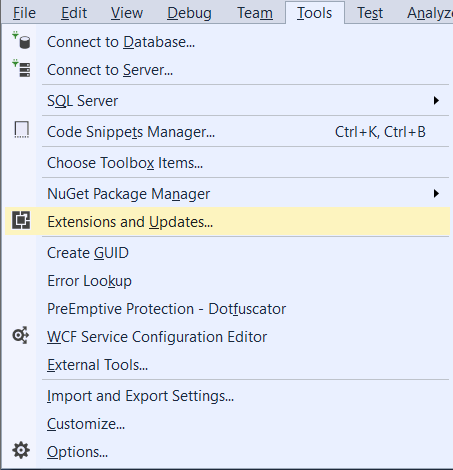 File Edit View Debug Team Tools Test Analyze
Connect to Database...
Connect to Server...
SQL Server
Code Snippets Manager... Ctrl+K, Ctrl+B
Choose Toolbox Items...
NuGet Package Manager
Extensions and Updates...
Create GUID
Error Lookup
PreEmptive Protection - Dotfuscator
WCF Service Configuration Editor
External Tools...
Import and Export Settings...
Customize...
Options...